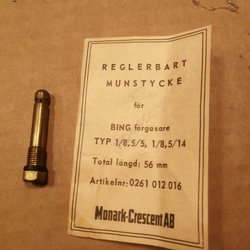 REGLERBART
MUNSTYCKE
för
BING förgasare
TYP 1/8,5/5, 1/8,5/14
Total längd: 56 mm
Artikelnr: 0261 012 016
Monark-Crescent AB